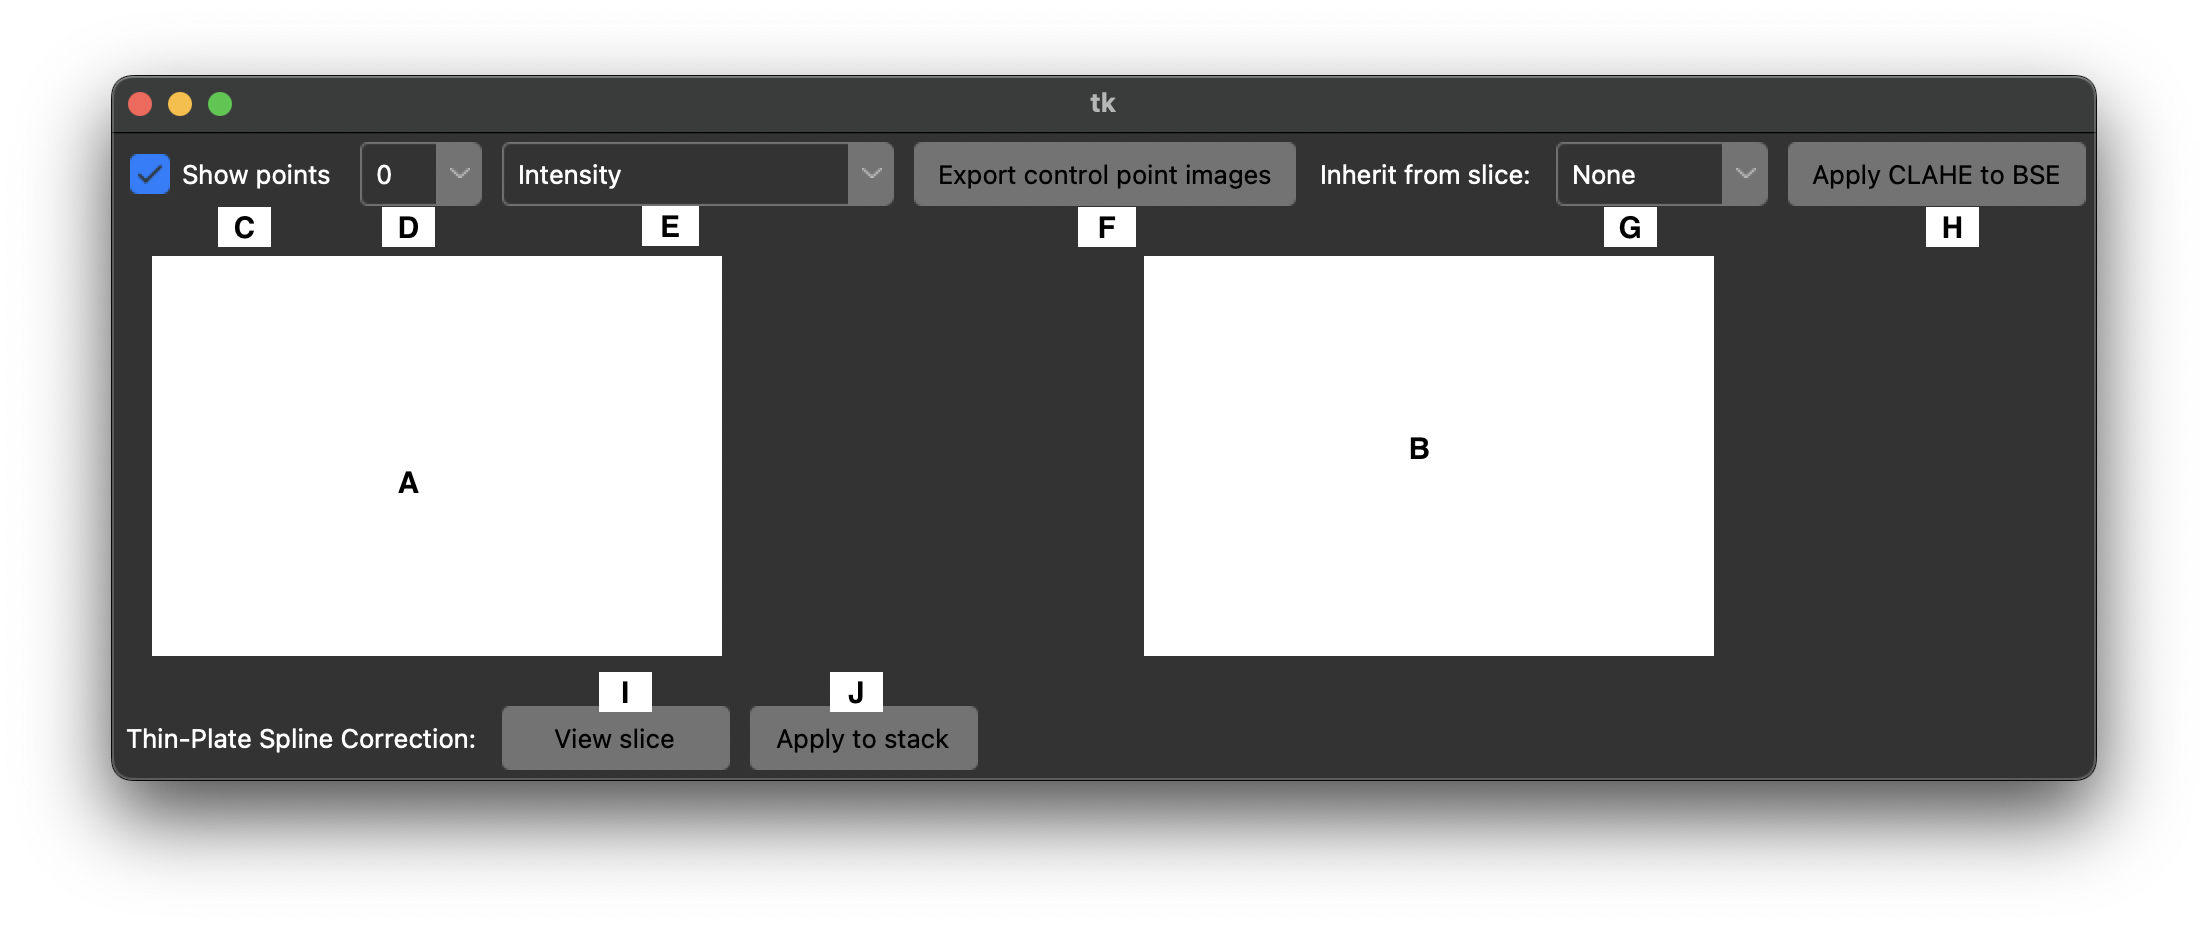 tk
Show points 0 Intensity Export control point images Inherit from slice: None Apply CLAHE to BSE
C D E F G H
A B
I J
Thin-Plate Spline Correction: View slice Apply to stack